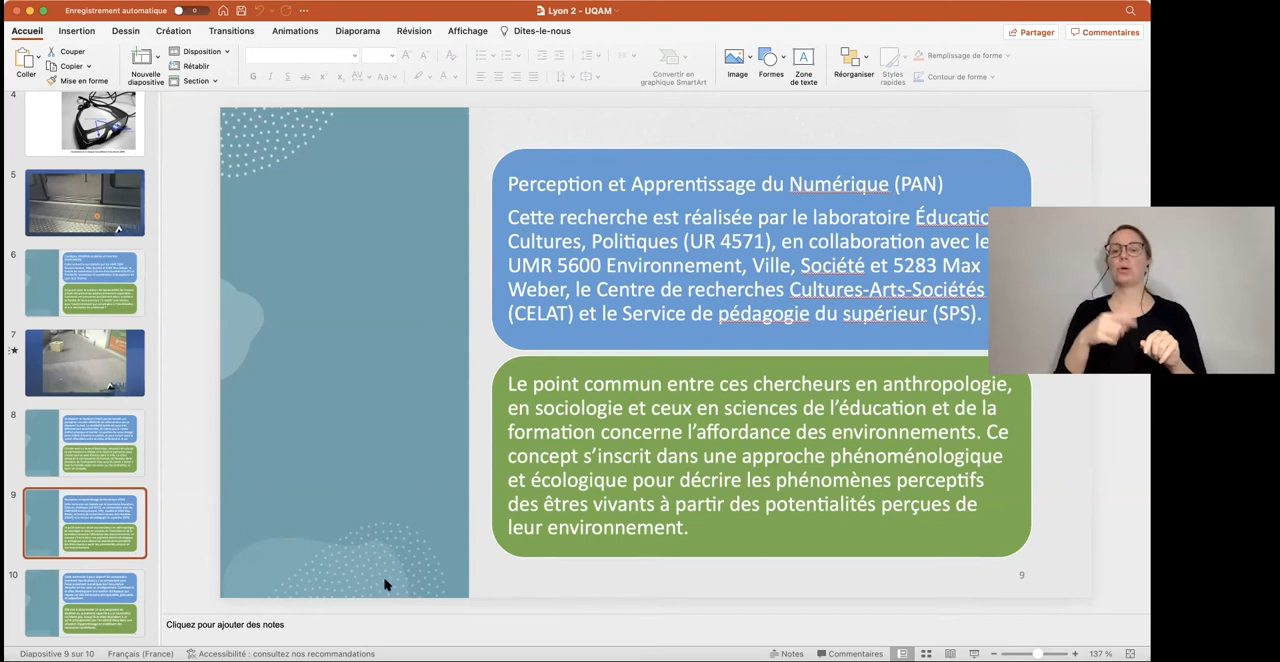 Enregistrement automatique
Lyon 2 - UQAM
Accueil Insertion Dessin Création Transitions Animations Diaporama Révision Affichage Dites-le-nous
Partager Commentaires
Coller
Couper
Copier
Mise en forme
Nouvelle
diapositive
Disposition
Rétablir
Section
G I S
Convertir en
graphique SmartArt
Image
Formes
Zone
de texte
Réorganiser
Styles
rapides
Remplissage de forme
Contour de forme
4
5
6
7
8
9
10
Perception et Apprentissage du Numérique (PAN)
Cette recherche est réalisée par le laboratoire Éducatio
Cultures, Politiques (UR 4571), en collaboration avec le
UMR 5600 Environnement, Ville, Société et 5283 Max
Weber, le Centre de recherches Cultures-Arts-Sociétés
(CELAT) et le Service de pédagogie du supérieur (SPS).
Le point commun entre ces chercheurs en anthropologie,
en sociologie et ceux en sciences de l'éducation et de la
formation concerne l'affordance des environnements. Ce
concept s'inscrit dans une approche phénoménologique
et écologique pour décrire les phénomènes perceptifs
des êtres vivants à partir des potentialités perçues de
leur environnement.
9
Cliquez pour ajouter des notes
Diapositive 9 sur 10 Français (France) Accessibilité : consultez nos recommandations Notes Commentaires 137 %